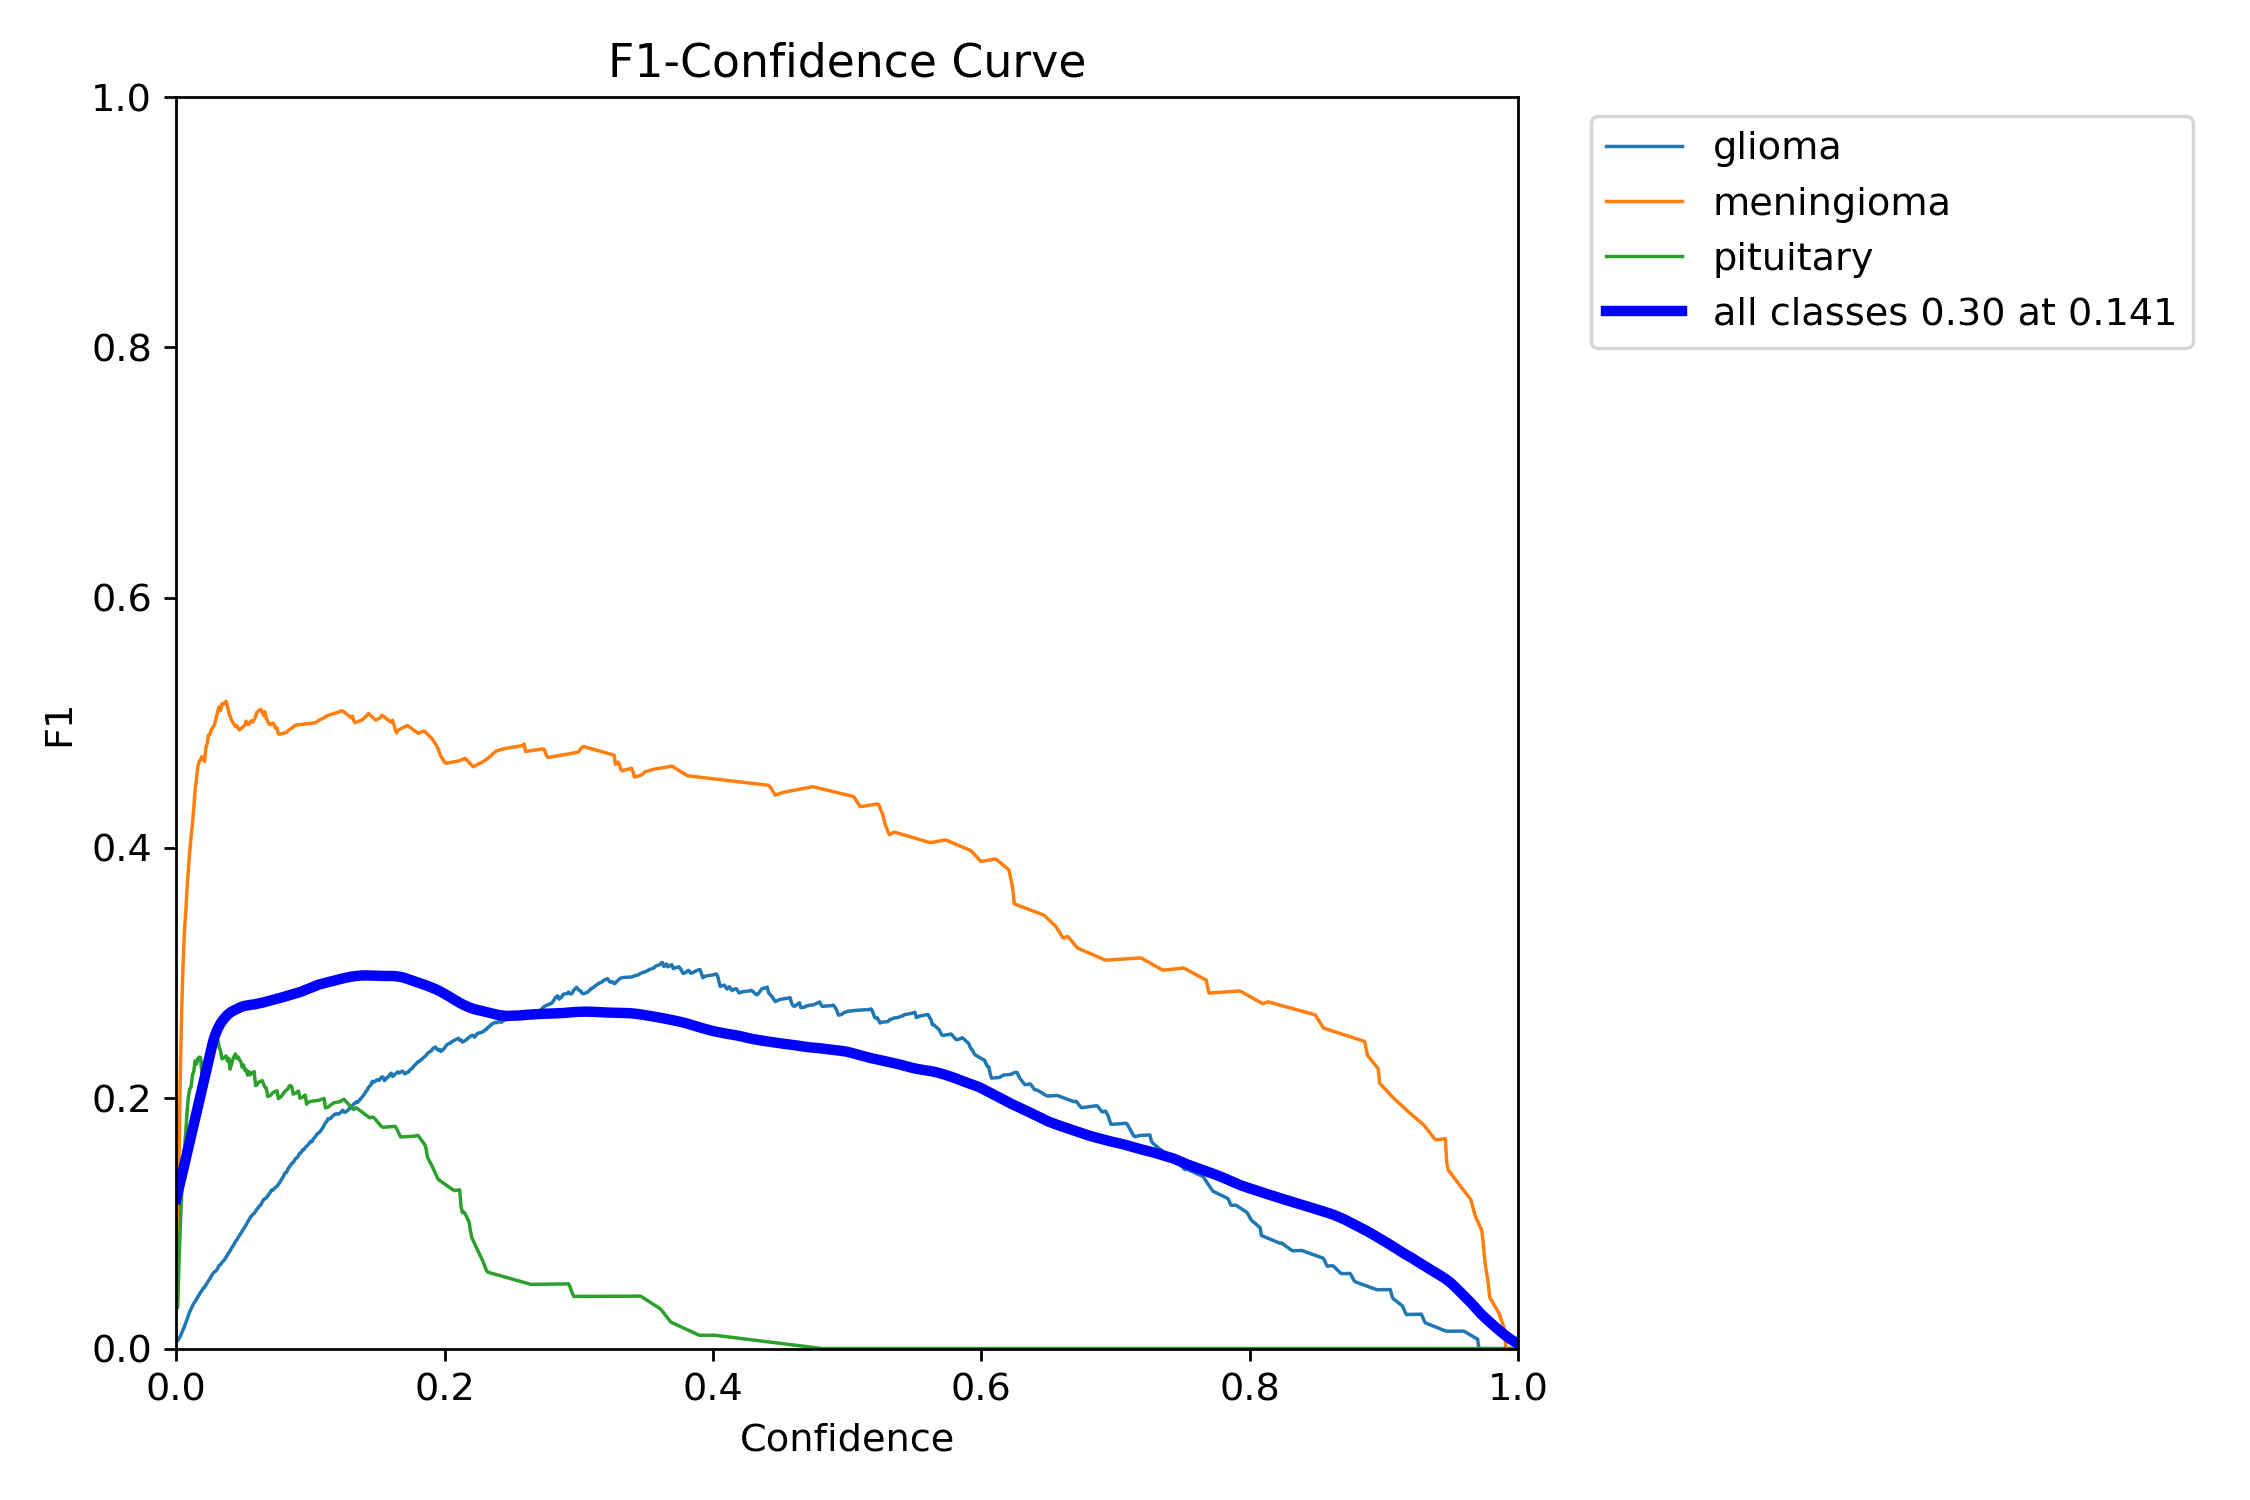 F1-Confidence Curve
1.0
0.8
0.6
0.4
0.2
0.0
F1
0.0 0.2 0.4 0.6 0.8 1.0
Confidence
glioma
meningioma
pituitary
all classes 0.30 at 0.141